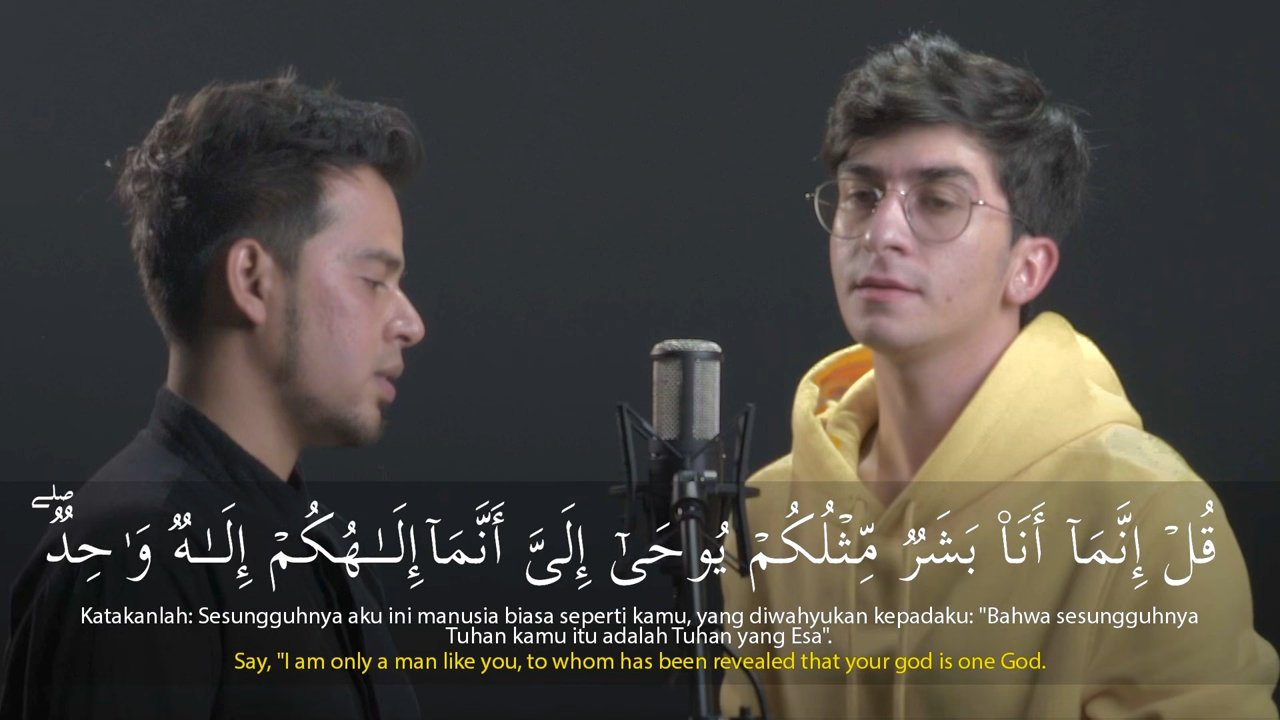 قُلْ إِنَّمَآ أَنَا۠ بَشَرٌۭ مِّثْلُكُمْ يُوحَىٰٓ إِلَىَّ أَنَّمَآ إِلَـٰهُكُمْ إِلَـٰهٌۭ وَٰحِدٌۭ ۖ
Katakanlah: Sesungguhnya aku ini manusia biasa seperti kamu, yang diwahyukan kepadaku: "Bahwa sesungguhnya
Tuhan kamu itu adalah Tuhan yang Esa".
Say, "I am only a man like you, to whom has been revealed that your god is one God.